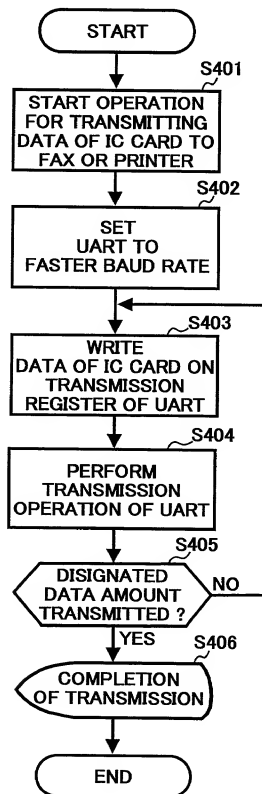 START
S401
START OPERATION
FOR TRANSMITTING
DATA OF IC CARD TO
FAX OR PRINTER
S402
SET
UART TO
FASTER BAUD RATE
S403
WRITE
DATA OF IC CARD ON
TRANSMISSION
REGISTER OF UART
S404
PERFORM
TRANSMISSION
OPERATION OF UART
S405
DISIGNATED
DATA AMOUNT
TRANSMITTED ?
NO
YES
S406
COMPLETION
OF TRANSMISSION
END